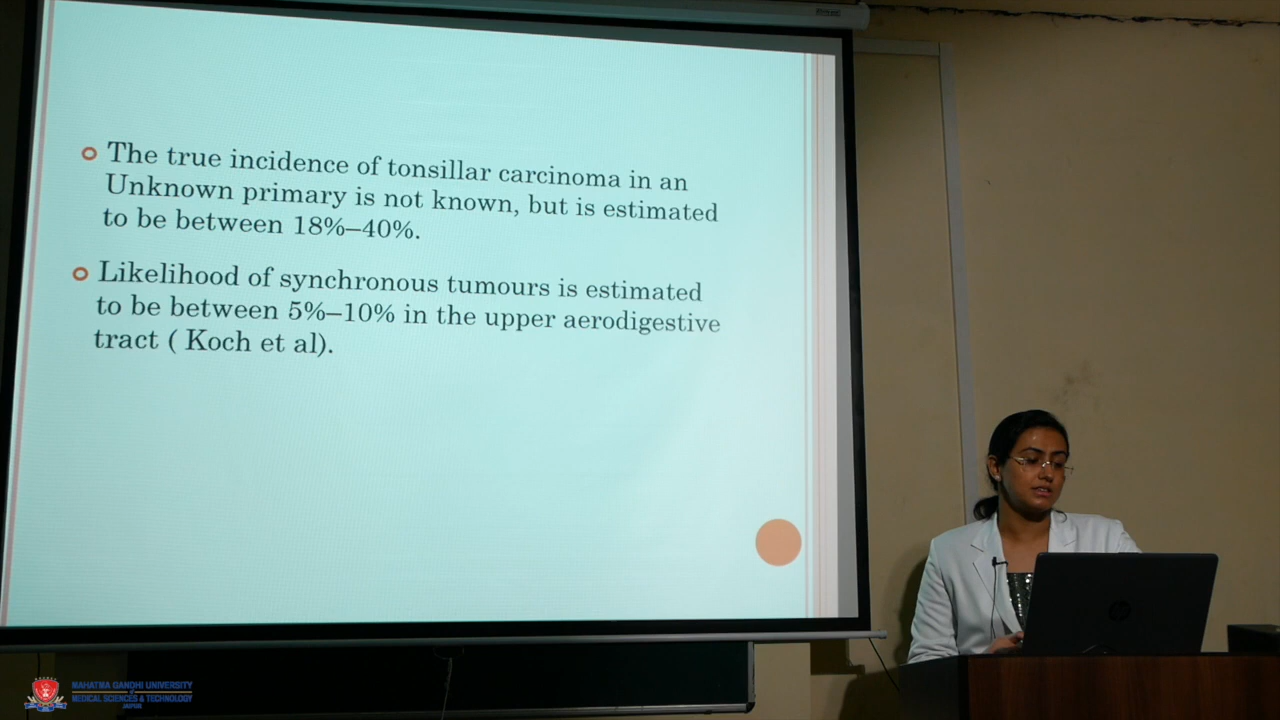 The true incidence of tonsillar carcinoma in an
Unknown primary is not known, but is estimated
to be between 18%–40%.
Likelihood of synchronous tumours is estimated
to be between 5%–10% in the upper aerodigestive
tract ( Koch et al).
MAHATMA GANDHI UNIVERSITY
of
MEDICAL SCIENCES & TECHNOLOGY
JAIPUR